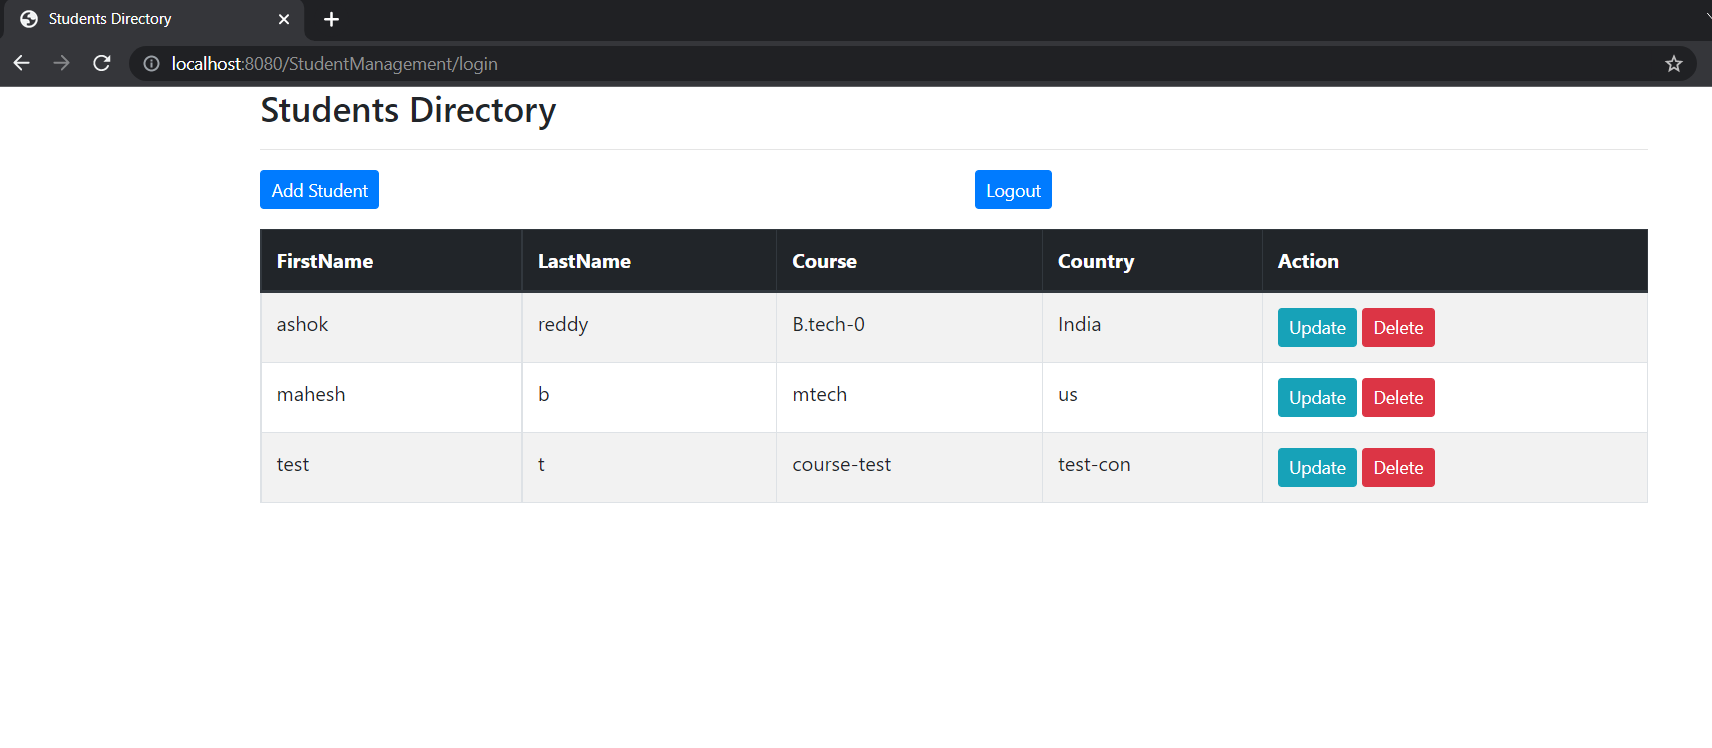 Students Directory
localhost:8080/StudentManagement/login
Students Directory
Add Student Logout
FirstName LastName Course Country Action
ashok reddy B.tech-0 India Update Delete
mahesh b mtech us Update Delete
test t course-test test-con Update Delete